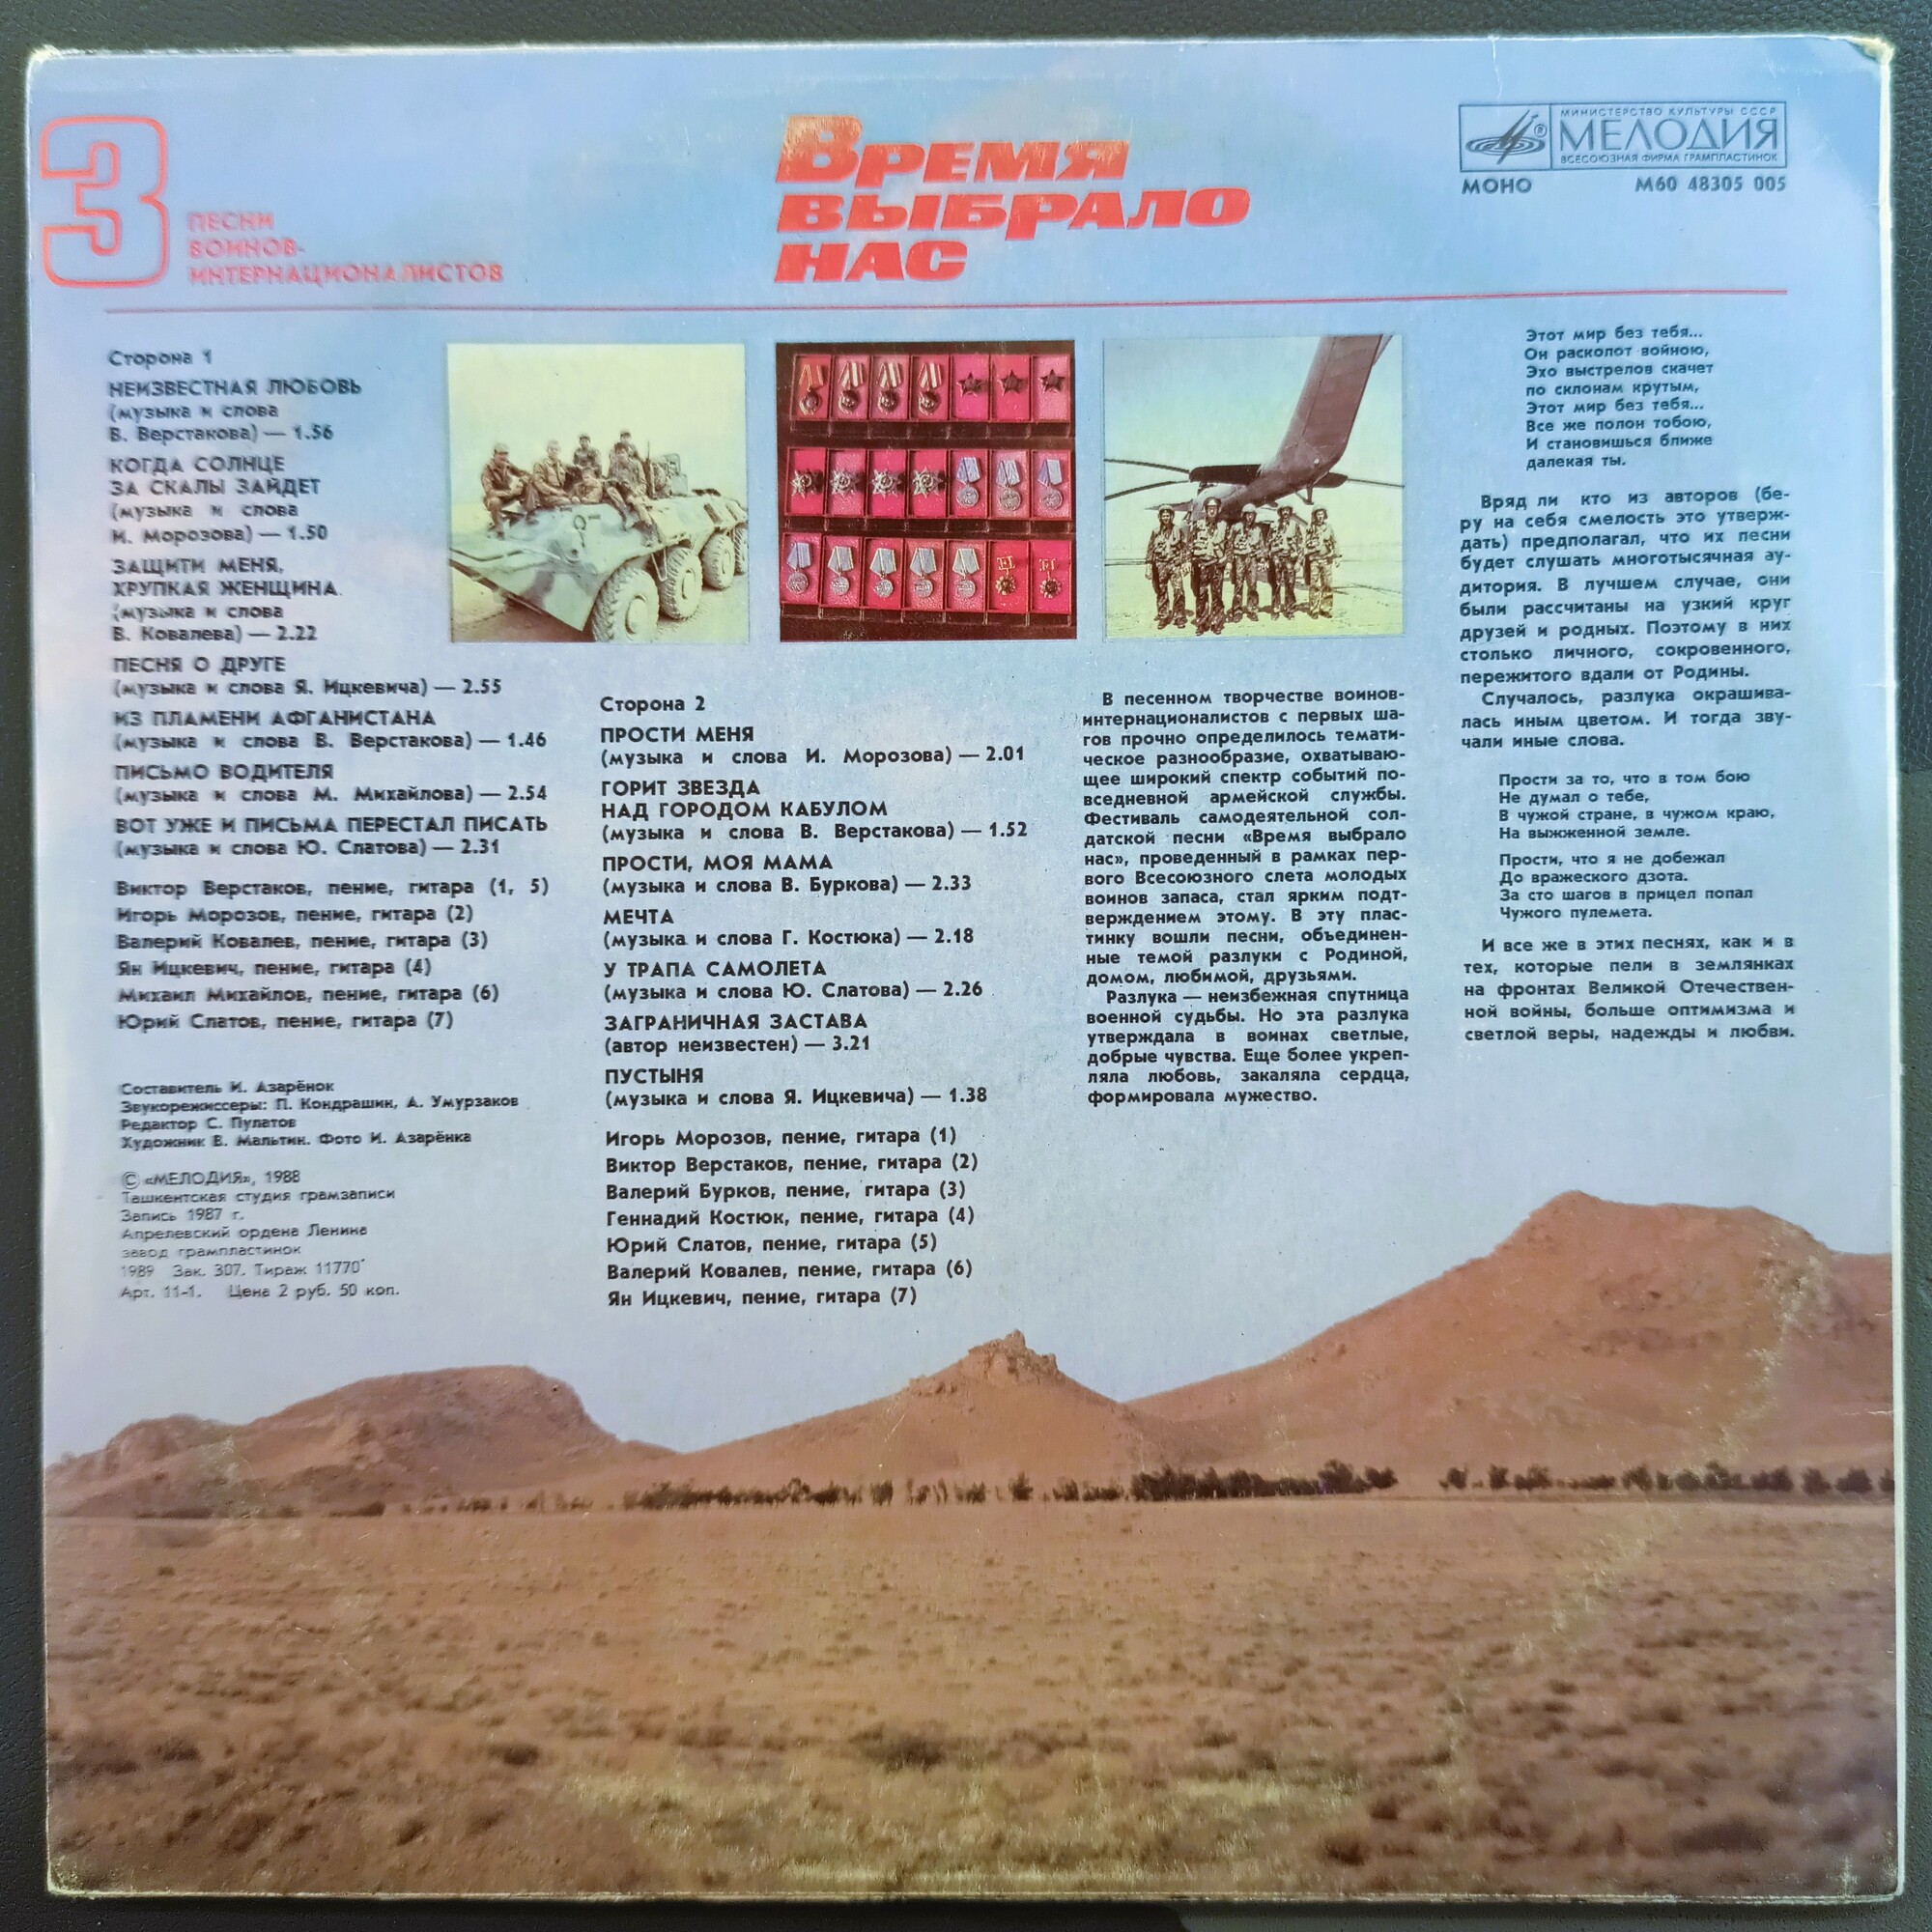 3
ПЕСНИ
ВОИНОВ-
ИНТЕРНАЦИОНАЛИСТОВ
ВРЕМЯ
ВЫБРАЛО
НАС
МИНИСТЕРСТВО КУЛЬТУРЫ СССР
МЕЛОДИЯ
ВСЕСОЮЗНАЯ ФИРМА ГРАМПЛАСТИНОК
МОНО М60 48305 005
Сторона 1
НЕИЗВЕСТНАЯ ЛЮБОВЬ
(музыка и слова
В. Верстакова) — 1.56
КОГДА СОЛНЦЕ
ЗА СКАЛЫ ЗАЙДЕТ
(музыка и слова
И. Морозова) — 1.50
ЗАЩИТИ МЕНЯ,
ХРУПКАЯ ЖЕНЩИНА
(музыка и слова
В. Ковалева) — 2.22
ПЕСНЯ О ДРУГЕ
(музыка и слова Я. Ицкевича) — 2.55
ИЗ ПЛАМЕНИ АФГАНИСТАНА
(музыка и слова В. Верстакова) — 1.46
ПИСЬМО ВОДИТЕЛЯ
(музыка и слова М. Михайлова) — 2.54
ВОТ УЖЕ И ПИСЬМА ПЕРЕСТАЛ ПИСАТЬ
(музыка и слова Ю. Слатова) — 2.31
Виктор Верстаков, пение, гитара (1, 5)
Игорь Морозов, пение, гитара (2)
Валерий Ковалев, пение, гитара (3)
Ян Ицкевич, пение, гитара (4)
Михаил Михайлов, пение, гитара (6)
Юрий Слатов, пение, гитара (7)
Составитель И. Азарёнок
Звукорежиссеры: П. Кондрашин, А. Умурзаков
Редактор С. Пулатов
Художник В. Мальтин. Фото И. Азарёнка
© «МЕЛОДИЯ», 1988
Ташкентская студия грамзаписи
Запись 1987 г.
Апрелевский ордена Ленина
завод грампластинок
1989 Зак. 307. Тираж 11770
Арт. 11-1. Цена 2 руб. 50 коп.
Сторона 2
ПРОСТИ МЕНЯ
(музыка и слова И. Морозова) — 2.01
ГОРИТ ЗВЕЗДА
НАД ГОРОДОМ КАБУЛОМ
(музыка и слова В. Верстакова) — 1.52
ПРОСТИ, МОЯ МАМА
(музыка и слова В. Буркова) — 2.33
МЕЧТА
(музыка и слова Г. Костюка) — 2.18
У ТРАПА САМОЛЕТА
(музыка и слова Ю. Слатова) — 2.26
ЗАГРАНИЧНАЯ ЗАСТАВА
(автор неизвестен) — 3.21
ПУСТЫНЯ
(музыка и слова Я. Ицкевича) — 1.38
Игорь Морозов, пение, гитара (1)
Виктор Верстаков, пение, гитара (2)
Валерий Бурков, пение, гитара (3)
Геннадий Костюк, пение, гитара (4)
Юрий Слатов, пение, гитара (5)
Валерий Ковалев, пение, гитара (6)
Ян Ицкевич, пение, гитара (7)
В песенном творчестве воинов-
интернационалистов с первых ша-
гов прочно определилось темати-
ческое разнообразие, охватываю-
щее широкий спектр событий по-
вседневной армейской службы.
Фестиваль самодеятельной сол-
датской песни «Время выбрало
нас», проведенный в рамках пер-
вого Всесоюзного слета молодых
воинов запаса, стал ярким подт-
верждением этому. В эту плас-
тинку вошли песни, объединен-
ные темой разлуки с Родиной,
домом, любимой, друзьями.
Разлука — неизбежная спутница
военной судьбы. Но эта разлука
утверждала в воинах светлые,
добрые чувства. Еще более укреп-
ляла любовь, закаляла сердца,
формировала мужество.
Этот мир без тебя...
Он расколот войною,
Эхо выстрелов скачет
по склонам крутым,
Этот мир без тебя...
Все же полон тобою,
И становишься ближе
далекая ты.
Вряд ли кто из авторов (бе-
ру на себя смелость это утверж-
дать) предполагал, что их песни
будет слушать многотысячная ау-
дитория. В лучшем случае, они
были рассчитаны на узкий круг
друзей и родных. Поэтому в них
столько личного, сокровенного,
пережитого вдали от Родины.
Случалось, разлука окрашива-
лась иным цветом. И тогда зву-
чали иные слова.
Прости за то, что в том бою
Не думал о тебе,
В чужой стране, в чужом краю,
На выжженной земле.
Прости, что я не добежал
До вражеского дзота.
За сто шагов в прицел попал
Чужого пулемета.
И все же в этих песнях, как и в
тех, которые пели в землянках
на фронтах Великой Отечествен-
ной войны, больше оптимизма и
светлой веры, надежды и любви.